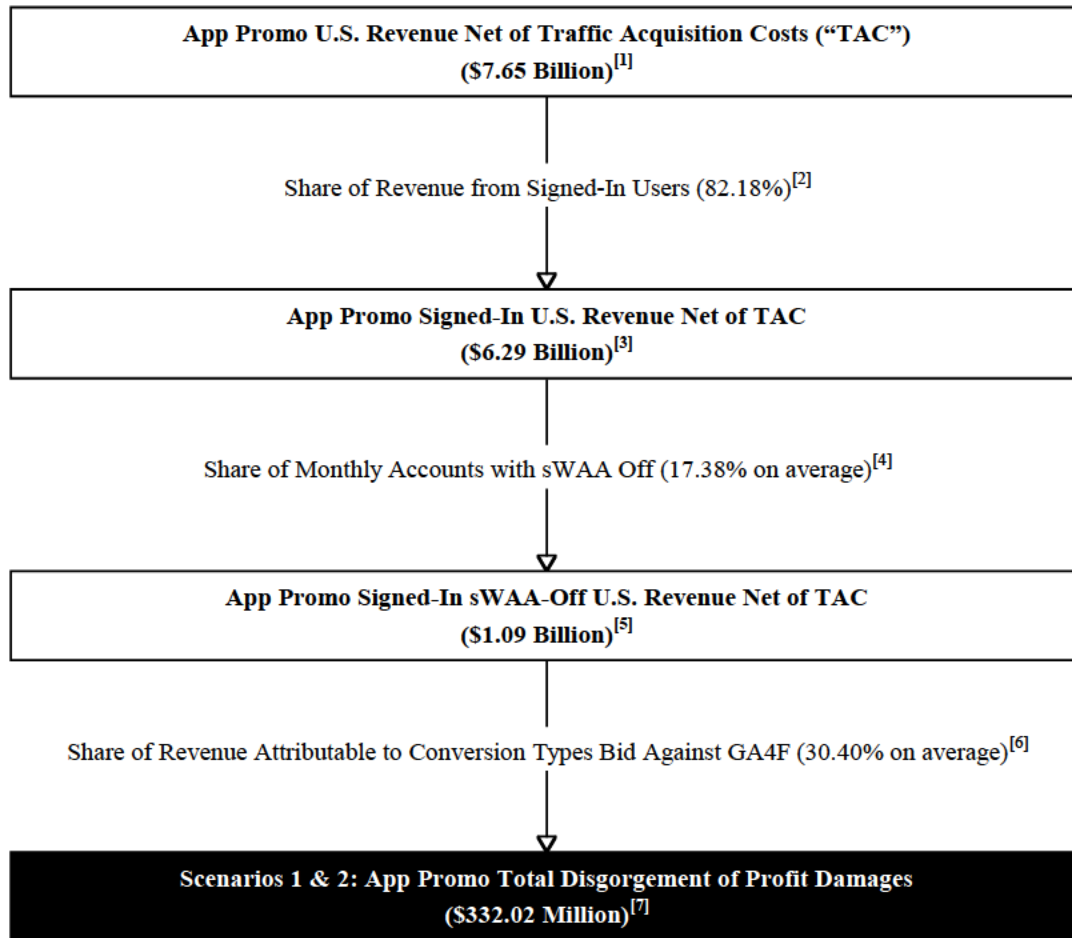 App Promo U.S. Revenue Net of Traffic Acquisition Costs (“TAC”)
($7.65 Billion)[1]
Share of Revenue from Signed-In Users (82.18%)[2]
App Promo Signed-In U.S. Revenue Net of TAC
($6.29 Billion)[3]
Share of Monthly Accounts with sWAA Off (17.38% on average)[4]
App Promo Signed-In sWAA-Off U.S. Revenue Net of TAC
($1.09 Billion)[5]
Share of Revenue Attributable to Conversion Types Bid Against GA4F (30.40% on average)[6]
Scenarios 1 & 2: App Promo Total Disgorgement of Profit Damages
($332.02 Million)[7]